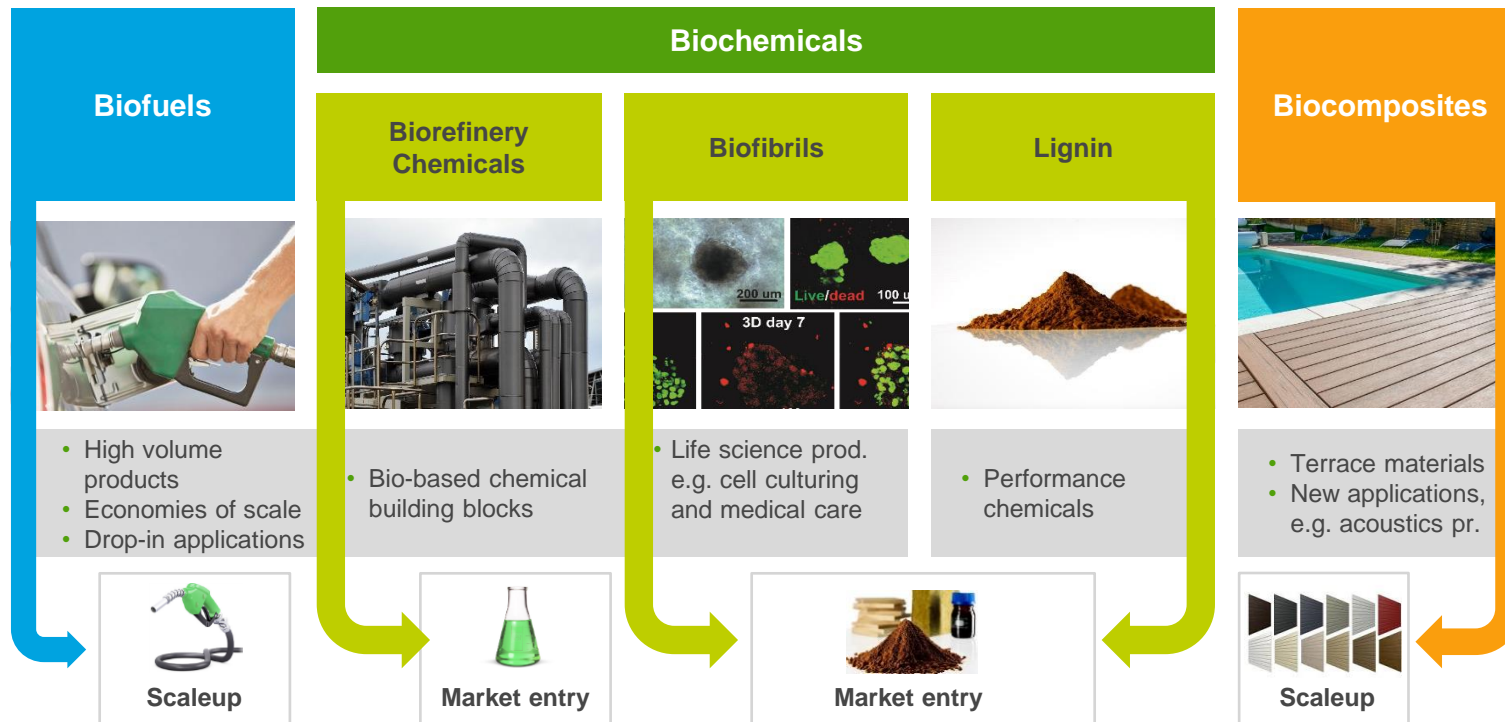 Biochemicals
Biofuels
Biorefinery
Chemicals
Biofibrils
Lignin
Biocomposites
200 um
Live/dead
100 u
3D day 7
• High volume
products
• Economies of scale
• Drop-in applications
• Bio-based chemical
building blocks
• Life science prod.
e.g. cell culturing
and medical care
• Performance
chemicals
• Terrace materials
• New applications,
e.g. acoustics pr.
Scaleup
Market entry
Market entry
Scaleup